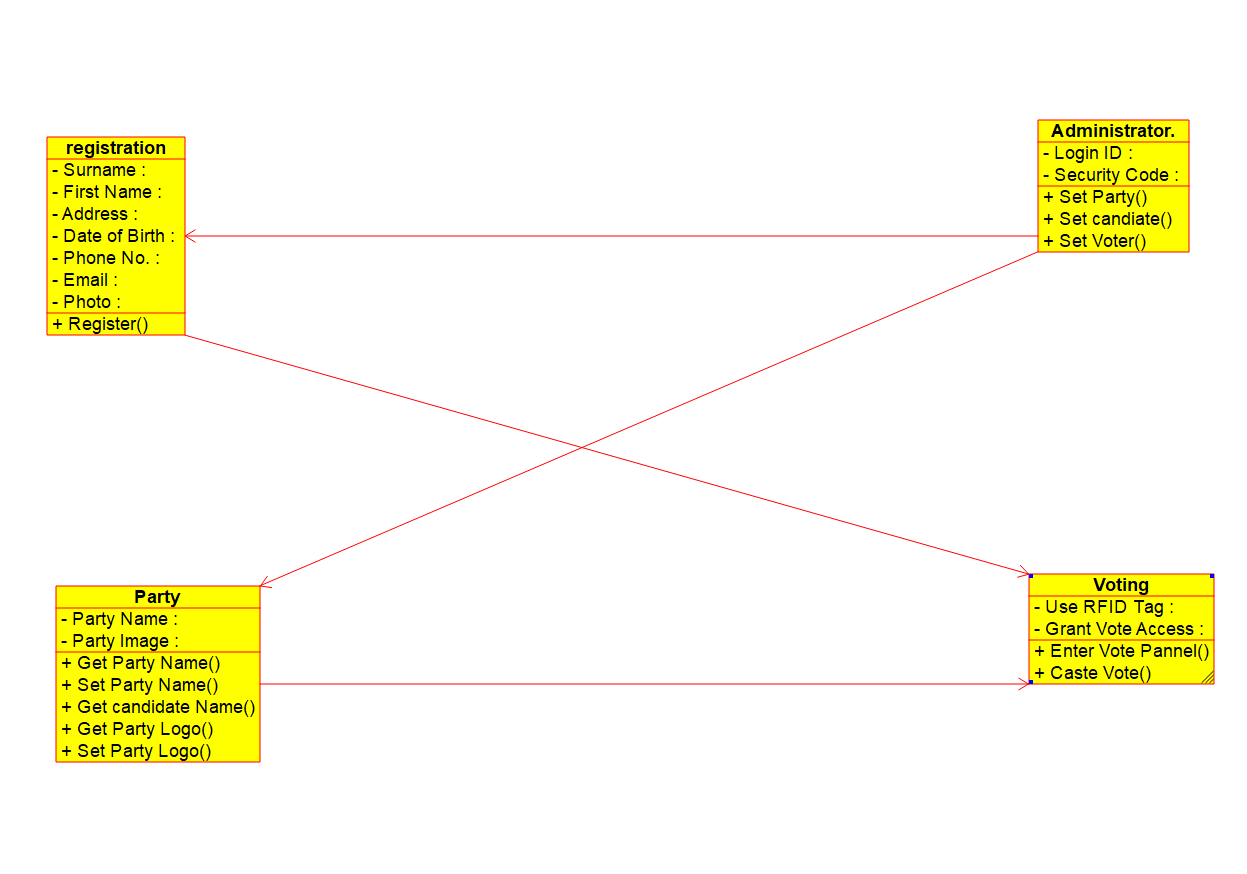 registration
- Surname :
- First Name :
- Address :
- Date of Birth :
- Phone No. :
- Email :
- Photo :
+ Register()
Administrator.
- Login ID :
- Security Code :
+ Set Party()
+ Set candiate()
+ Set Voter()
Party
- Party Name :
- Party Image :
+ Get Party Name()
+ Set Party Name()
+ Get candidate Name()
+ Get Party Logo()
+ Set Party Logo()
Voting
- Use RFID Tag :
- Grant Vote Access :
+ Enter Vote Pannel()
+ Caste Vote()